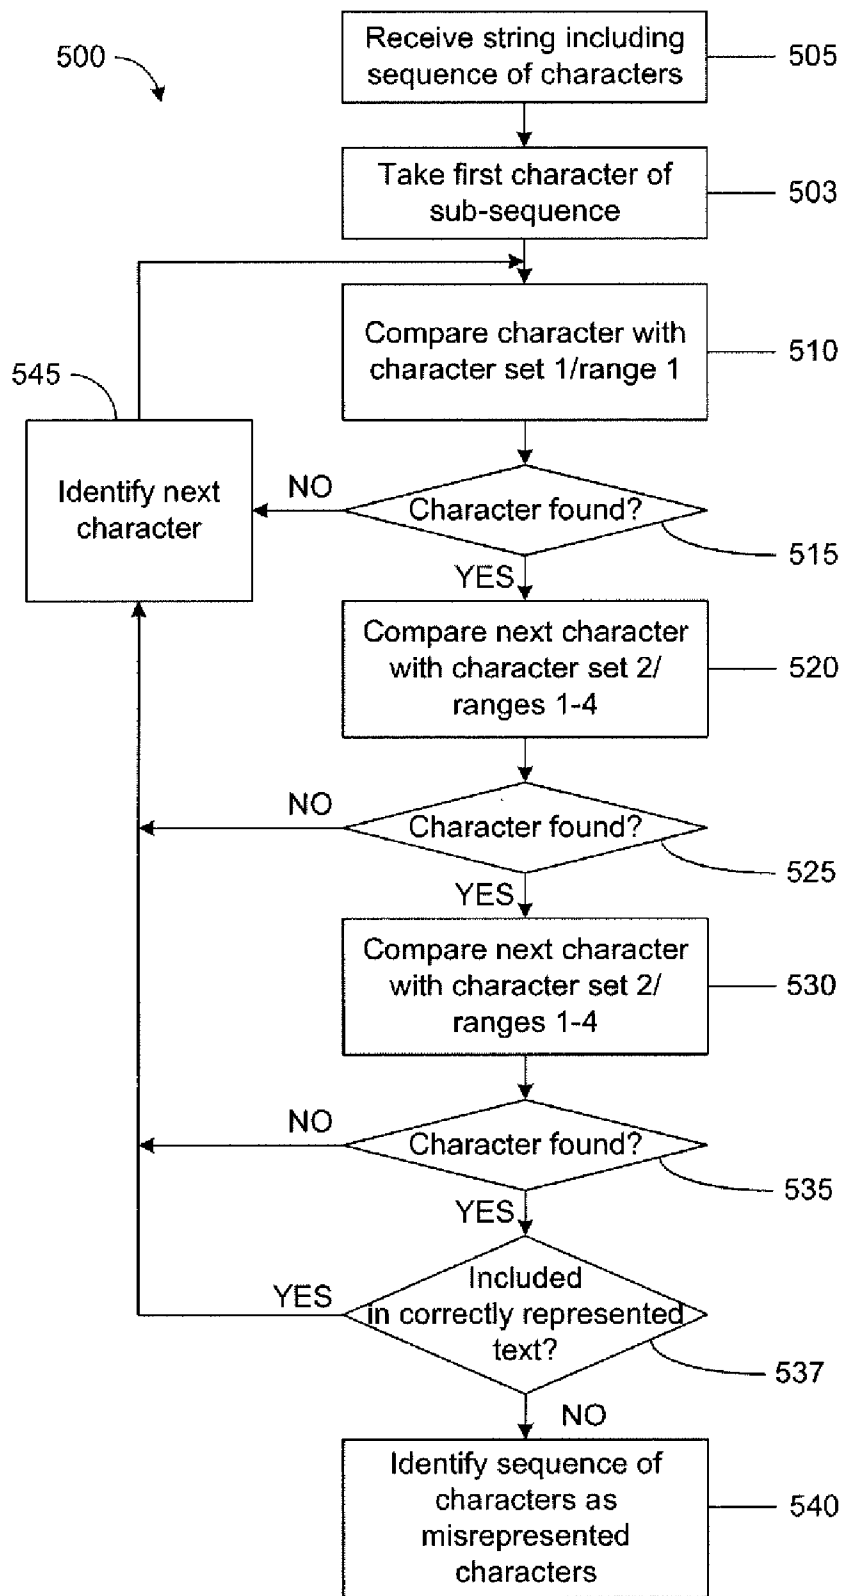 500
Receive string including
sequence of characters
505
Take first character of
sub-sequence
503
Compare character with
character set 1/range 1
510
545
Identify next
character
NO
Character found?
515
YES
Compare next character
with character set 2/
ranges 1-4
520
NO
Character found?
525
YES
Compare next character
with character set 2/
ranges 1-4
530
NO
Character found?
535
YES
YES
Included
in correctly represented
text?
537
NO
Identify sequence of
characters as
misrepresented
characters
540